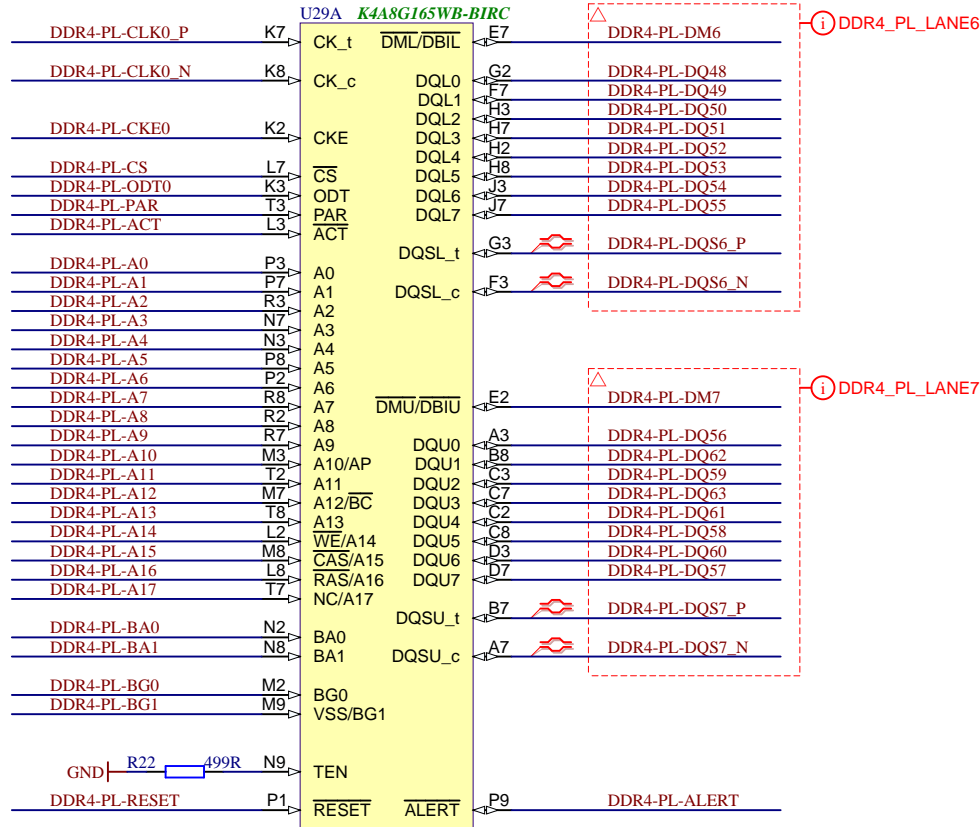 U29A K4A8G165WB-BIRC
DDR4-PL-CLK0_P K7 CK_t DML/DBIL E7 DDR4-PL-DM6 i DDR4_PL_LANE6
DDR4-PL-CLK0_N K8 CK_c DQL0 G2 DDR4-PL-DQ48
DQL1 F7 DDR4-PL-DQ49
DQL2 H3 DDR4-PL-DQ50
DDR4-PL-CKE0 K2 CKE DQL3 H7 DDR4-PL-DQ51
DQL4 H2 DDR4-PL-DQ52
DDR4-PL-CS L7 CS DQL5 H8 DDR4-PL-DQ53
DDR4-PL-ODT0 K3 ODT DQL6 J3 DDR4-PL-DQ54
DDR4-PL-PAR T3 PAR DQL7 J7 DDR4-PL-DQ55
DDR4-PL-ACT L3 ACT
DQSL_t G3 DDR4-PL-DQS6_P
DDR4-PL-A0 P3 A0
DDR4-PL-A1 P7 A1 DQSL_c F3 DDR4-PL-DQS6_N
DDR4-PL-A2 R3 A2
DDR4-PL-A3 N7 A3
DDR4-PL-A4 N3 A4
DDR4-PL-A5 P8 A5
DDR4-PL-A6 P2 A6
DDR4-PL-A7 R8 A7 DMU/DBIU E2 DDR4-PL-DM7 i DDR4_PL_LANE7
DDR4-PL-A8 R2 A8
DDR4-PL-A9 R7 A9 DQU0 A3 DDR4-PL-DQ56
DDR4-PL-A10 M3 A10/AP DQU1 B8 DDR4-PL-DQ62
DDR4-PL-A11 T2 A11 DQU2 C3 DDR4-PL-DQ59
DDR4-PL-A12 M7 A12/BC DQU3 C7 DDR4-PL-DQ63
DDR4-PL-A13 T8 A13 DQU4 C2 DDR4-PL-DQ61
DDR4-PL-A14 L2 WE/A14 DQU5 C8 DDR4-PL-DQ58
DDR4-PL-A15 M8 CAS/A15 DQU6 D3 DDR4-PL-DQ60
DDR4-PL-A16 L8 RAS/A16 DQU7 D7 DDR4-PL-DQ57
DDR4-PL-A17 T7 NC/A17
DQSU_t B7 DDR4-PL-DQS7_P
DDR4-PL-BA0 N2 BA0
DDR4-PL-BA1 N8 BA1 DQSU_c A7 DDR4-PL-DQS7_N
DDR4-PL-BG0 M2 BG0
DDR4-PL-BG1 M9 VSS/BG1
GND R22 499R N9 TEN
DDR4-PL-RESET P1 RESET ALERT P9 DDR4-PL-ALERT